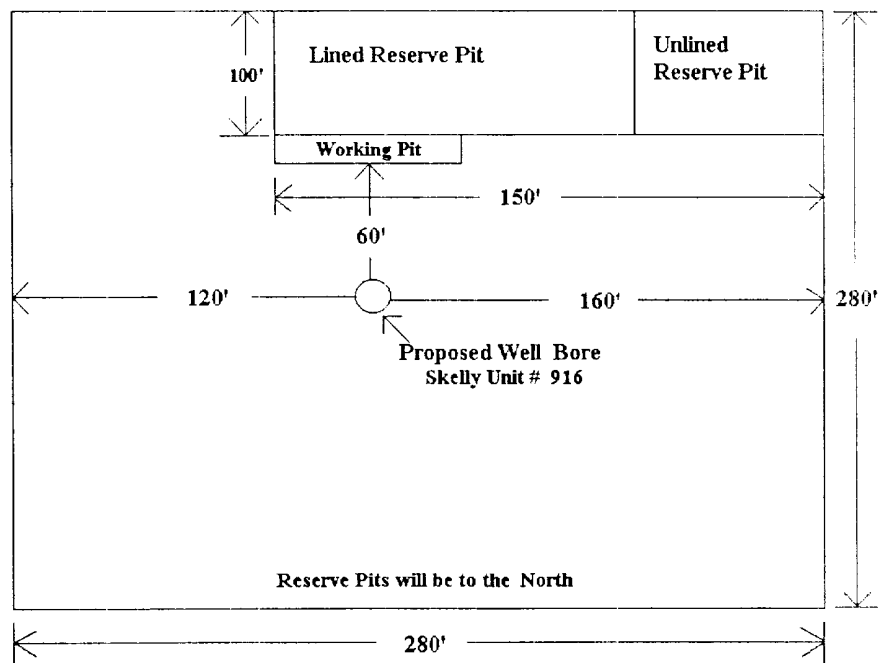 Lined Reserve Pit
Unlined
Reserve Pit
100'
Working Pit
150'
60'
120'
160'
280'
Proposed Well Bore
Skelly Unit # 916
Reserve Pits will be to the North
280'